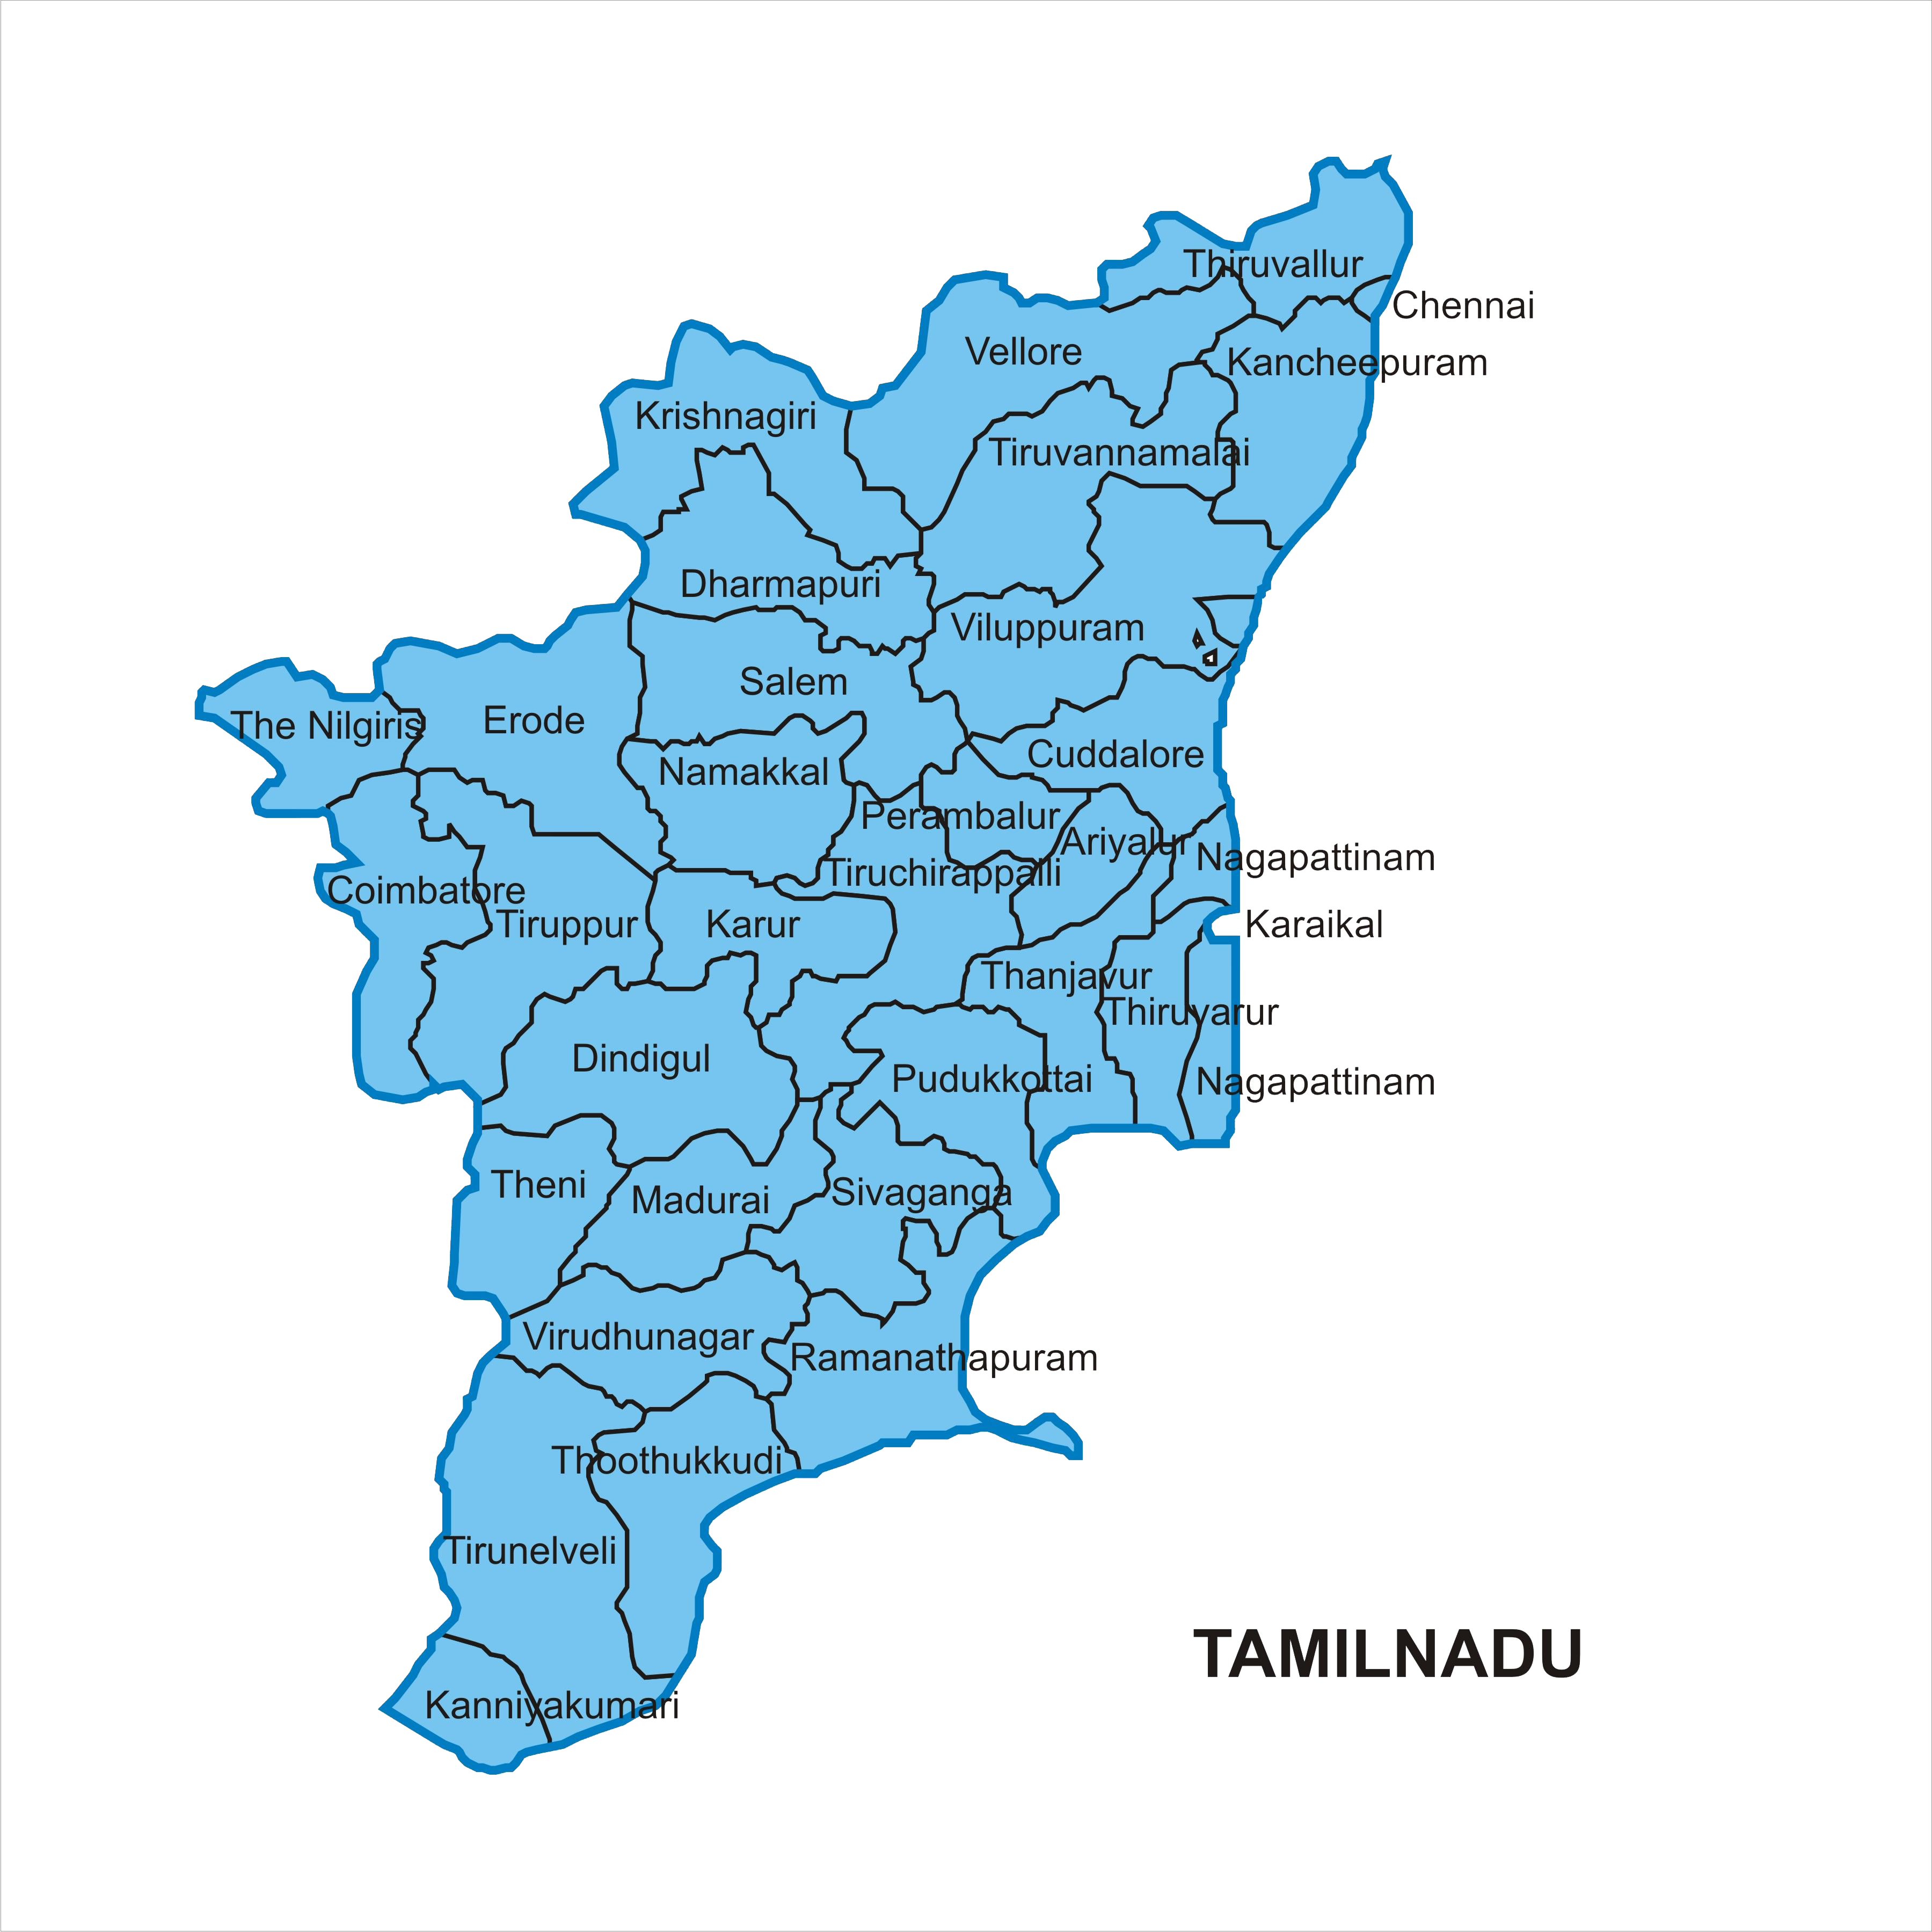 Thiruvallur
Chennai
Vellore
Kancheepuram
Krishnagiri
Tiruvannamalai
Dharmapuri
Viluppuram
Salem
The Nilgiris
Erode
Cuddalore
Namakkal
Perambalur
Ariyalur
Nagapattinam
Tiruchirappalli
Coimbatore
Tiruppur
Karur
Karaikal
Thanjavur
Thiruvarur
Dindigul
Pudukkottai
Nagapattinam
Theni
Madurai
Sivaganga
Virudhunagar
Ramanathapuram
Thoothukkudi
Tirunelveli
TAMILNADU
Kanniyakumari